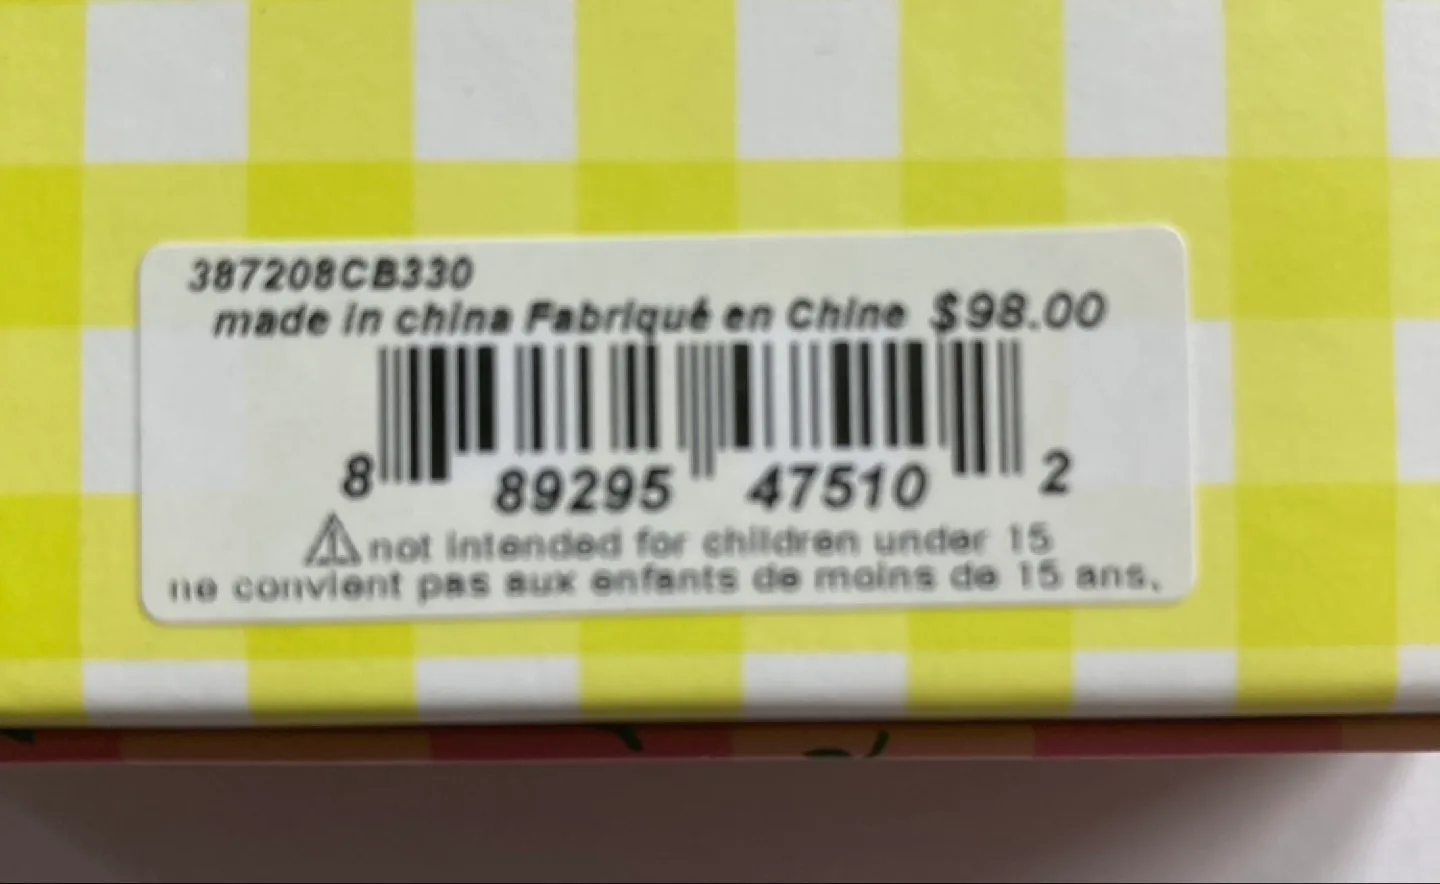 387208CB330
made in china Fabriqué en Chine $98.00
8 89295 47510 2
not intended for children under 15
ne convient pas aux enfants de moins de 15 ans.